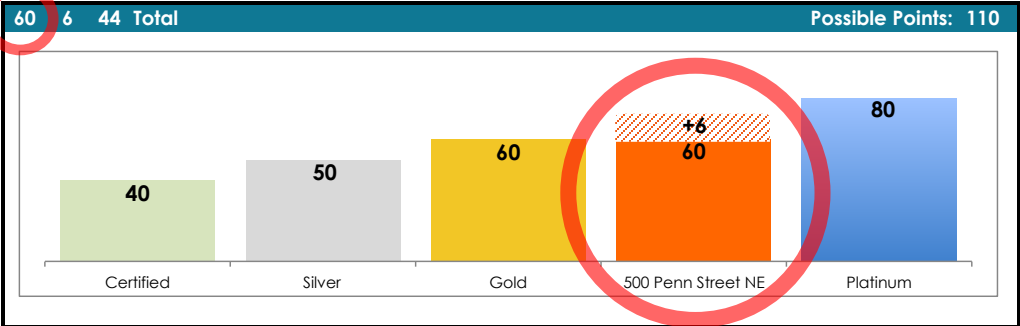 60 6 44 Total Possible Points: 110
80
+6
60 60
50
40
Certified Silver Gold 500 Penn Street NE Platinum